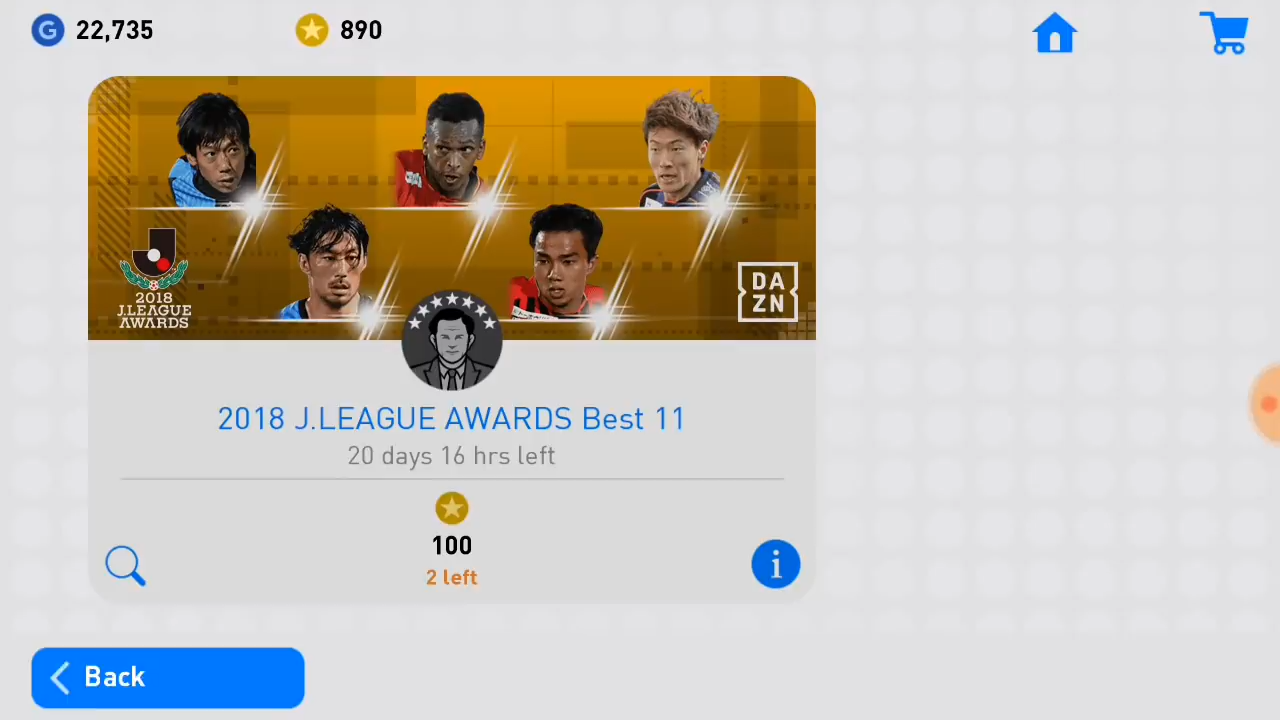 G 22,735
890
2018
J.LEAGUE
AWARDS
DA
ZN
2018 J.LEAGUE AWARDS Best 11
20 days 16 hrs left
100
2 left
i
Back